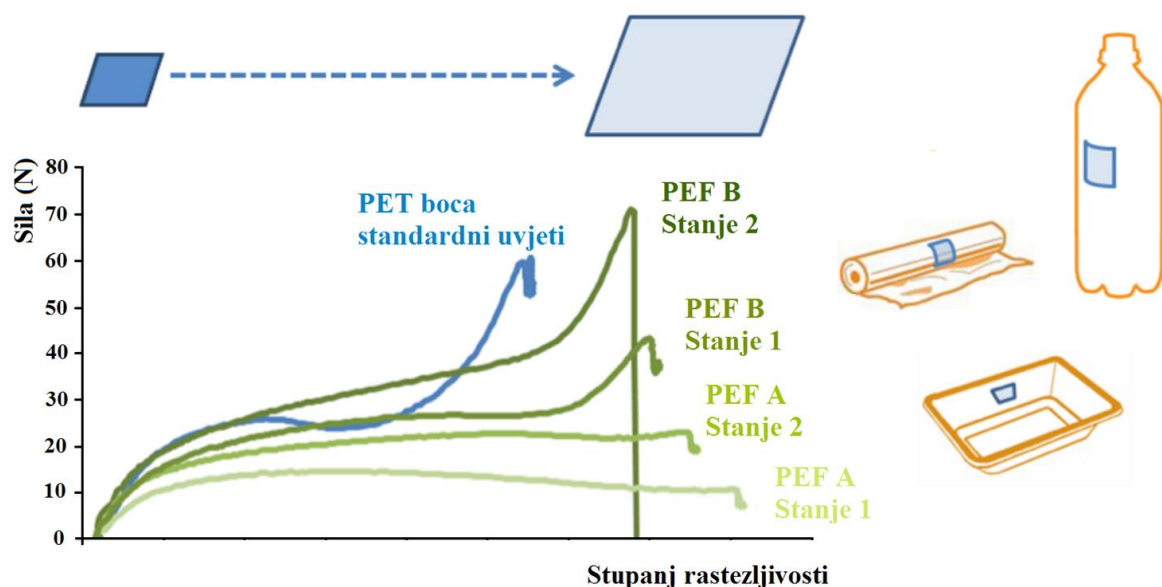 Sila (N)
80
70
60
50
40
30
20
10
0
PET boca
standardni uvjeti
PEF B
Stanje 2
PEF B
Stanje 1
PEF A
Stanje 2
PEF A
Stanje 1
Stupanj rastezljivosti